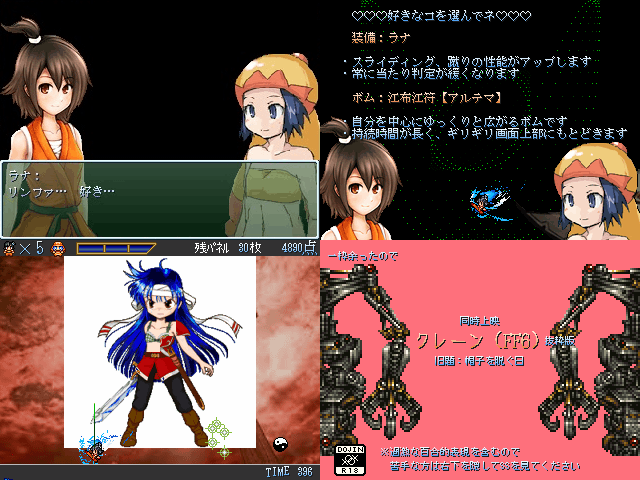 ラナ：
リンファ… 好き…
♡♡♡好きなコを選んでネ♡♡♡
装備：ラナ
・スライディング、蹴りの性能がアップします
・常に当たり判定が緩くなります
ボム：江布江符【アルテマ】
・自分を中心にゆっくりと広がるボムです
・持続時間が長く、ギリギリ画面上部にもとどきます
×5
残パネル 30枚 4890点
TIME 396
一枠余ったので
同時上映
クレーン（FF6）抜粋版
旧題：帽子を脱ぐ日
DOJIN
R18
※過激な百合的表現を含むので
苦手な方は右下を隠してSSを見てください